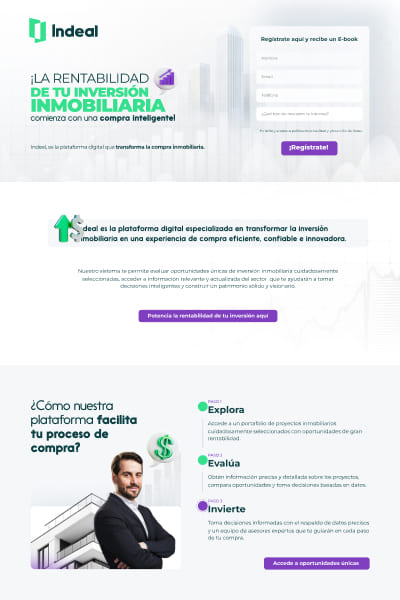 Indeal
Regístrate aquí y recibe un E-book
Nombre
Email
Teléfono
¡LA RENTABILIDAD
DE TU INVERSIÓN
INMOBILIARIA
comienza con una compra inteligente!
¡Regístrate!
Indeal, es la plataforma digital que transforma la compra inmobiliaria.
Indeal es la plataforma digital especializada en transformar la inversión
inmobiliaria en una experiencia de compra eficiente, confiable e innovadora.
Nuestro sistema te permite evaluar oportunidades únicas de inversión inmobiliaria cuidadosamente
seleccionadas, acceder a información relevante y actualizada del sector que te ayudarán a tomar
decisiones inteligentes y construir un patrimonio sólido y visionario.
Potencia la rentabilidad de tu inversión aquí
¿Cómo nuestra
plataforma facilita
tu proceso de
compra?
PASO 1
Explora
Accede a un portafolio de proyectos inmobiliarios
cuidadosamente seleccionados con oportunidades de gran
rentabilidad.
PASO 2
Evalúa
Obtén información precisa y detallada sobre los proyectos,
compara oportunidades y toma decisiones basadas en datos.
PASO 3
Invierte
Toma decisiones informadas con el respaldo de datos precisos
y un equipo de asesores expertos que te guiarán en cada paso
de tu compra.
Accede a oportunidades únicas